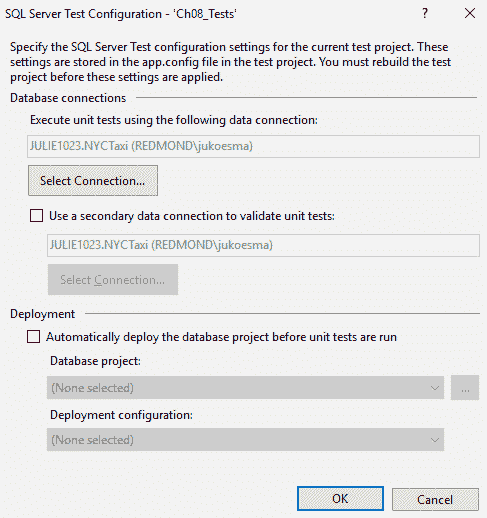 SQL Server Test Configuration - 'Ch08_Tests'
? ×
Specify the SQL Server Test configuration settings for the current test project. These
settings are stored in the app.config file in the test project. You must rebuild the test
project before these settings are applied.
Database connections
Execute unit tests using the following data connection:
JULIE1023.NYCTaxi (REDMOND\jukoesma)
Select Connection...
Use a secondary data connection to validate unit tests:
JULIE1023.NYCTaxi (REDMOND\jukoesma)
Select Connection...
Deployment
Automatically deploy the database project before unit tests are run
Database project:
(None selected)
...
Deployment configuration:
(None selected)
OK
Cancel